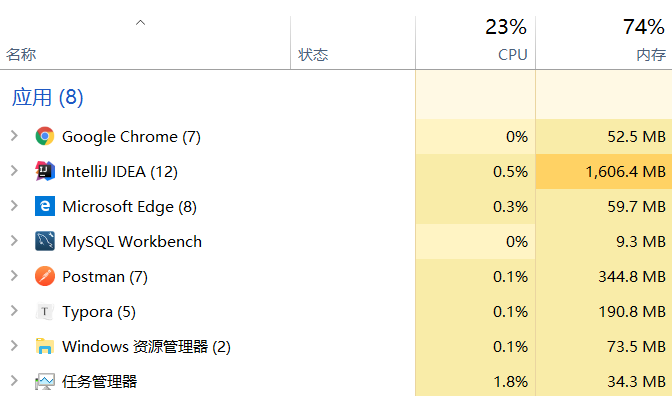 23% 74%
名称 状态 CPU 内存
应用 (8)
Google Chrome (7) 0% 52.5 MB
IntelliJ IDEA (12) 0.5% 1,606.4 MB
Microsoft Edge (8) 0.3% 59.7 MB
MySQL Workbench 0% 9.3 MB
Postman (7) 0.1% 344.8 MB
Typora (5) 0.1% 190.8 MB
Windows 资源管理器 (2) 0.1% 73.5 MB
任务管理器 1.8% 34.3 MB